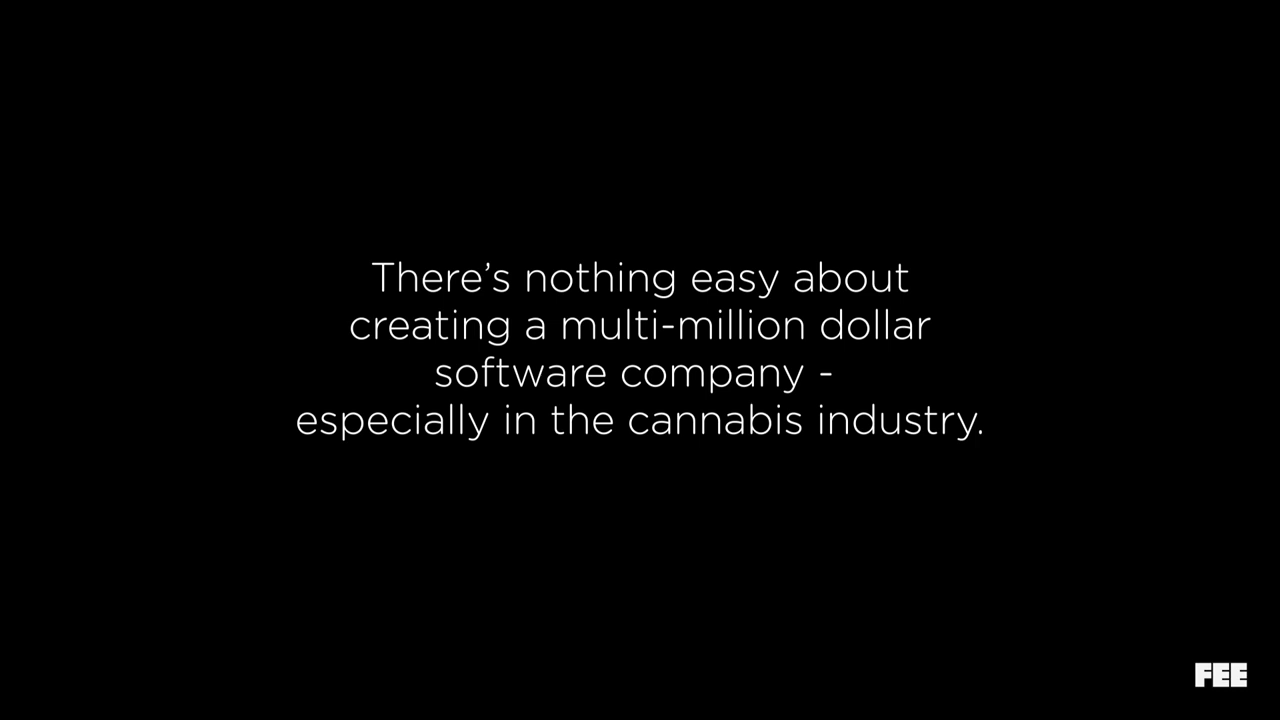 There’s nothing easy about
creating a multi-million dollar
software company -
especially in the cannabis industry.
FEE